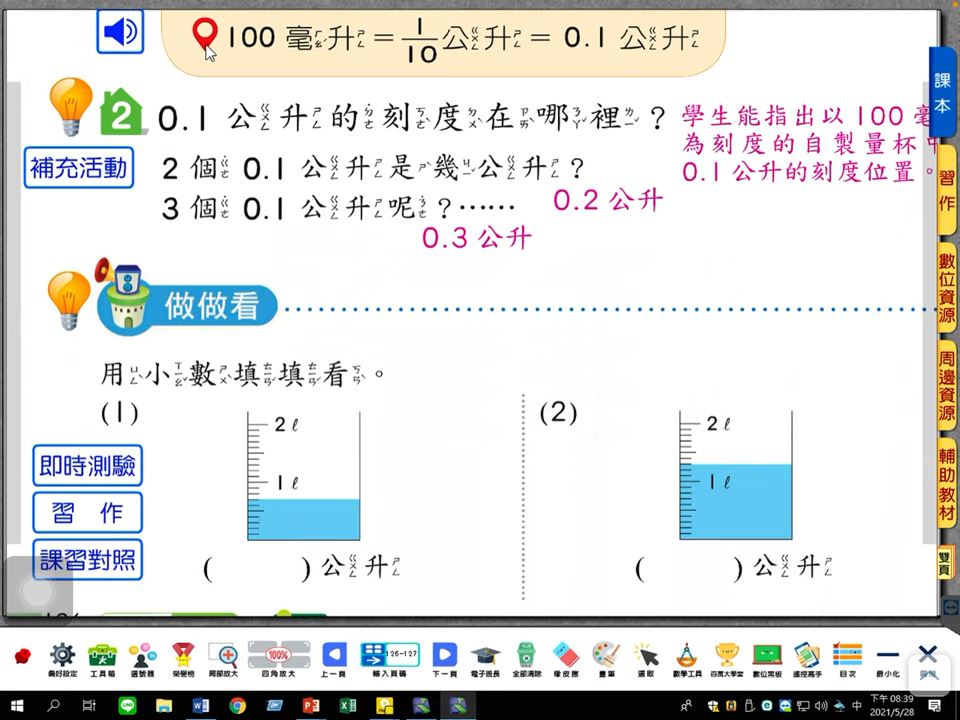 100 毫升 = 1/10 公升 = 0.1 公升
2 0.1 公升的刻度在哪裡？
2 個 0.1 公升是幾公升？
0.2 公升
3 個 0.1 公升呢？……
0.3 公升
學生能指出以 100 毫
為刻度的自製量杯中
0.1 公升的刻度位置。
補充活動
做做看
用小數填填看。
(1)
2 ℓ
1 ℓ
( ) 公升
(2)
2 ℓ
1 ℓ
( ) 公升
即時測驗
習 作
課習對照
課本
習作
數位資源
周邊資源
輔助教材
雙頁
偏好設定
工具箱
選號器
榮譽榜
局部放大
100%
四角放大
上一頁
126-127
輸入頁碼
下一頁
電子班長
全部清除
橡皮擦
畫筆
選取
數學工具
百萬大學堂
數位黑板
遙控高手
目次
最小化
中
下午 08:39
2021/5/28